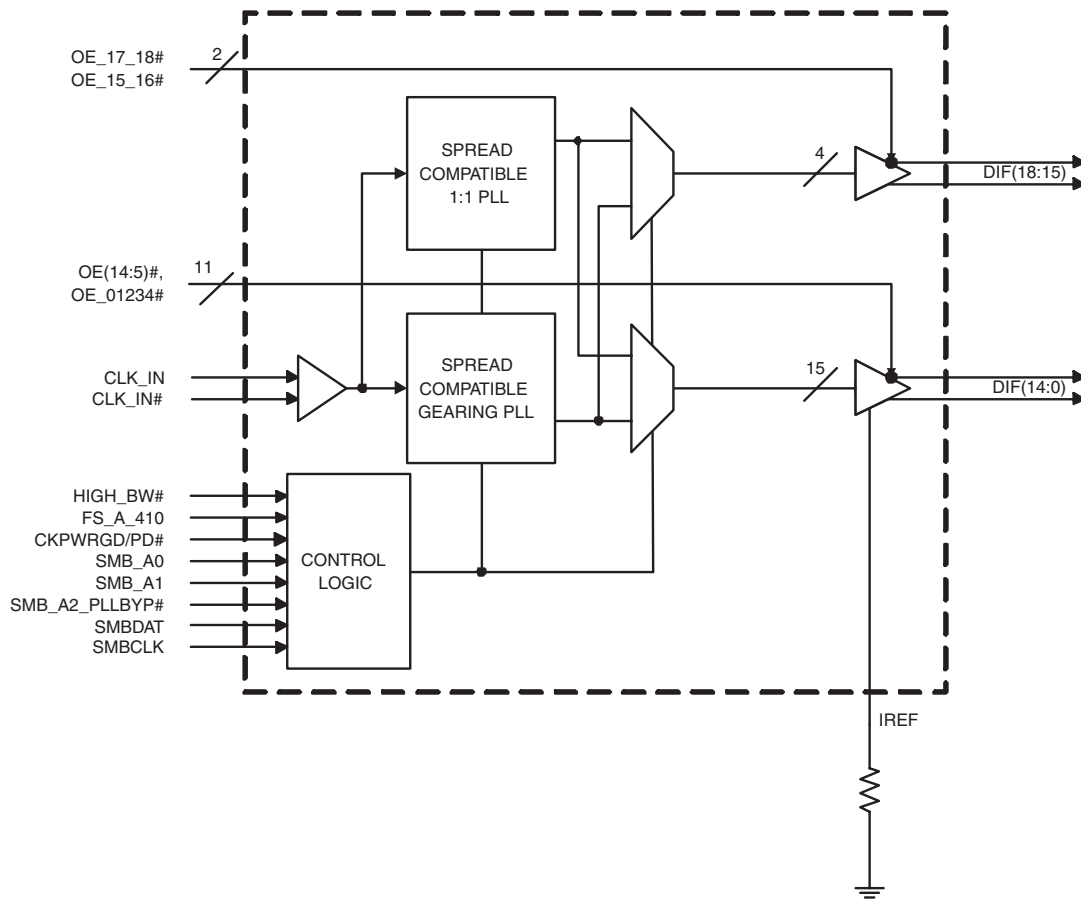 OE_17_18#
OE_15_16#
2
SPREAD
COMPATIBLE
1:1 PLL
4
DIF(18:15)
OE(14:5)#,
OE_01234#
11
CLK_IN
CLK_IN#
SPREAD
COMPATIBLE
GEARING PLL
15
DIF(14:0)
HIGH_BW#
FS_A_410
CKPWRGD/PD#
SMB_A0
SMB_A1
SMB_A2_PLLBYP#
SMBDAT
SMBCLK
CONTROL
LOGIC
IREF